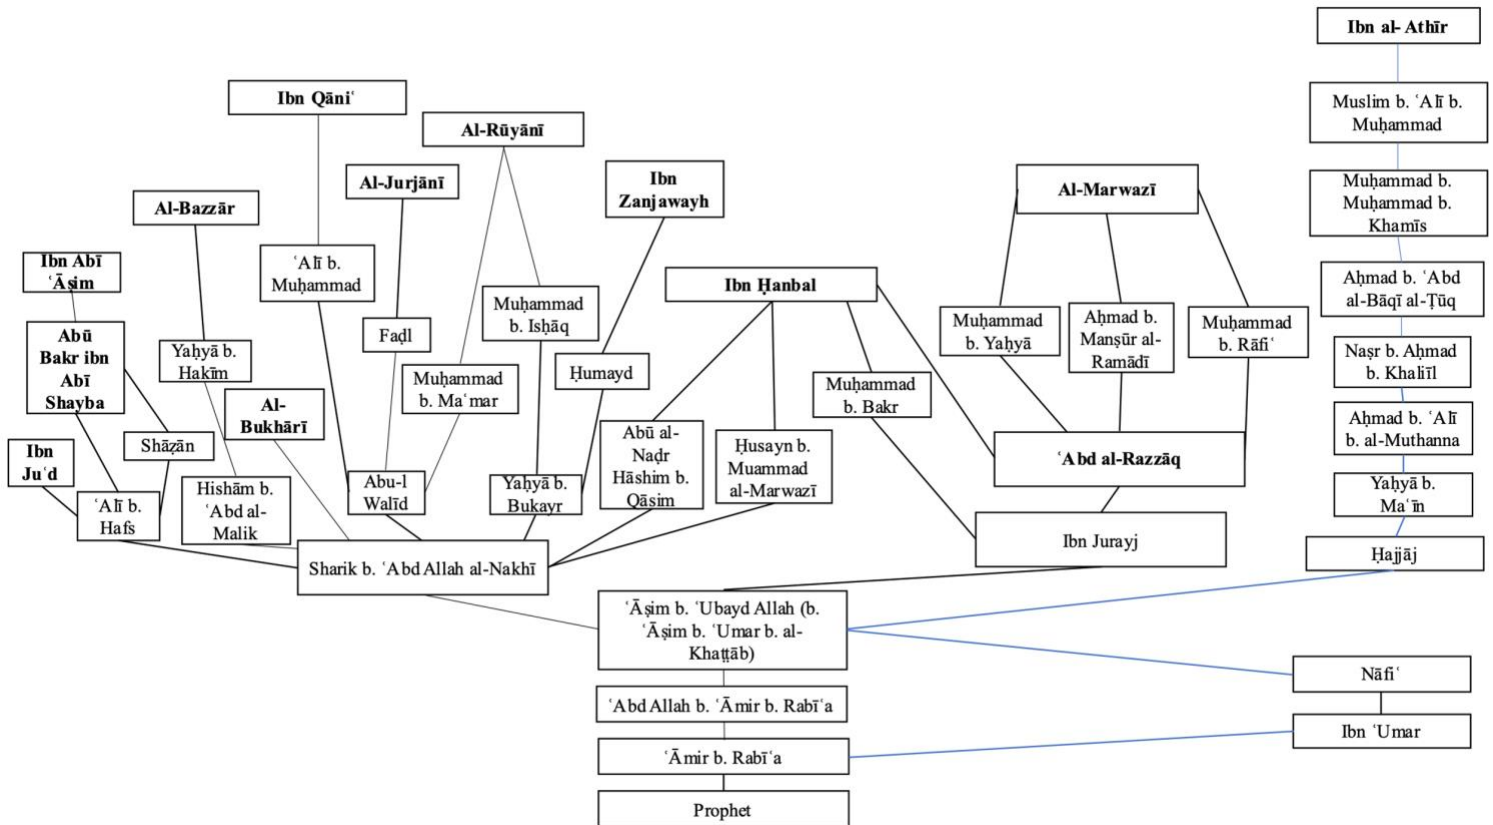 Ibn al- Athīr
Muslim b. ʿAlī b.
Muḥammad
Muḥammad b.
Muḥammad b.
Khamīs
Aḥmad b. ʿAbd
al-Bāqī al-Ṭūq
Naṣr b. Aḥmad
b. Khaliīl
Aḥmad b. ʿAlī
b. al-Muthanna
Yaḥyā b.
Maʿīn
Ḥajjāj
Ibn Qāniʿ
ʿAlī b.
Muḥammad
Al-Rūyānī
Al-Jurjānī
Faḍl
Muḥammad
b. Isḥāq
Muḥammad
b. Maʿmar
Abu-l
Walīd
Ibn
Zanjawayh
Ḥumayd
Yaḥyā b.
Bukayr
Al-Bazzār
Yaḥyā b.
Hakīm
Hishām b.
ʿAbd al-
Malik
Al-
Bukhārī
Ibn Abī
ʿĀṣim
Abū
Bakr ibn
Abī
Shayba
Shāẓān
Ibn
Juʿd
ʿAlī b.
Hafs
Sharik b. ʿAbd Allah al-Nakhī
Ibn Ḥanbal
Abū al-
Naḍr
Hāshim b.
Qāsim
Ḥusayn b.
Muammad
al-Marwazī
Muḥammad
b. Bakr
Al-Marwazī
Muḥammad
b. Yaḥyā
Aḥmad b.
Manṣūr al-
Ramādī
Muḥammad
b. Rāfiʿ
ʿAbd al-Razzāq
Ibn Jurayj
ʿĀṣim b. ʿUbayd Allah (b.
ʿĀṣim b. ʿUmar b. al-
Khaṭṭāb)
Nāfiʿ
Ibn ʿUmar
ʿAbd Allah b. ʿĀmir b. Rabīʿa
ʿĀmir b. Rabīʿa
Prophet